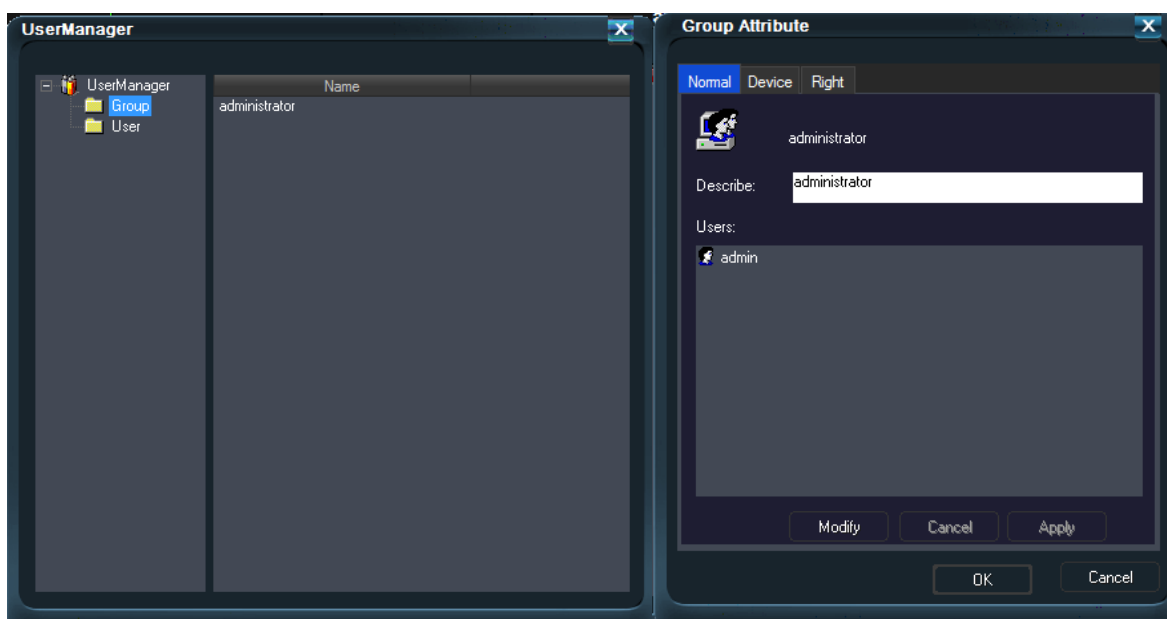 UserManager
X
UserManager
Group
User
Name
administrator
Group Attribute
X
Normal Device Right
administrator
Describe: administrator
Users:
admin
Modify Cancel Apply
OK Cancel